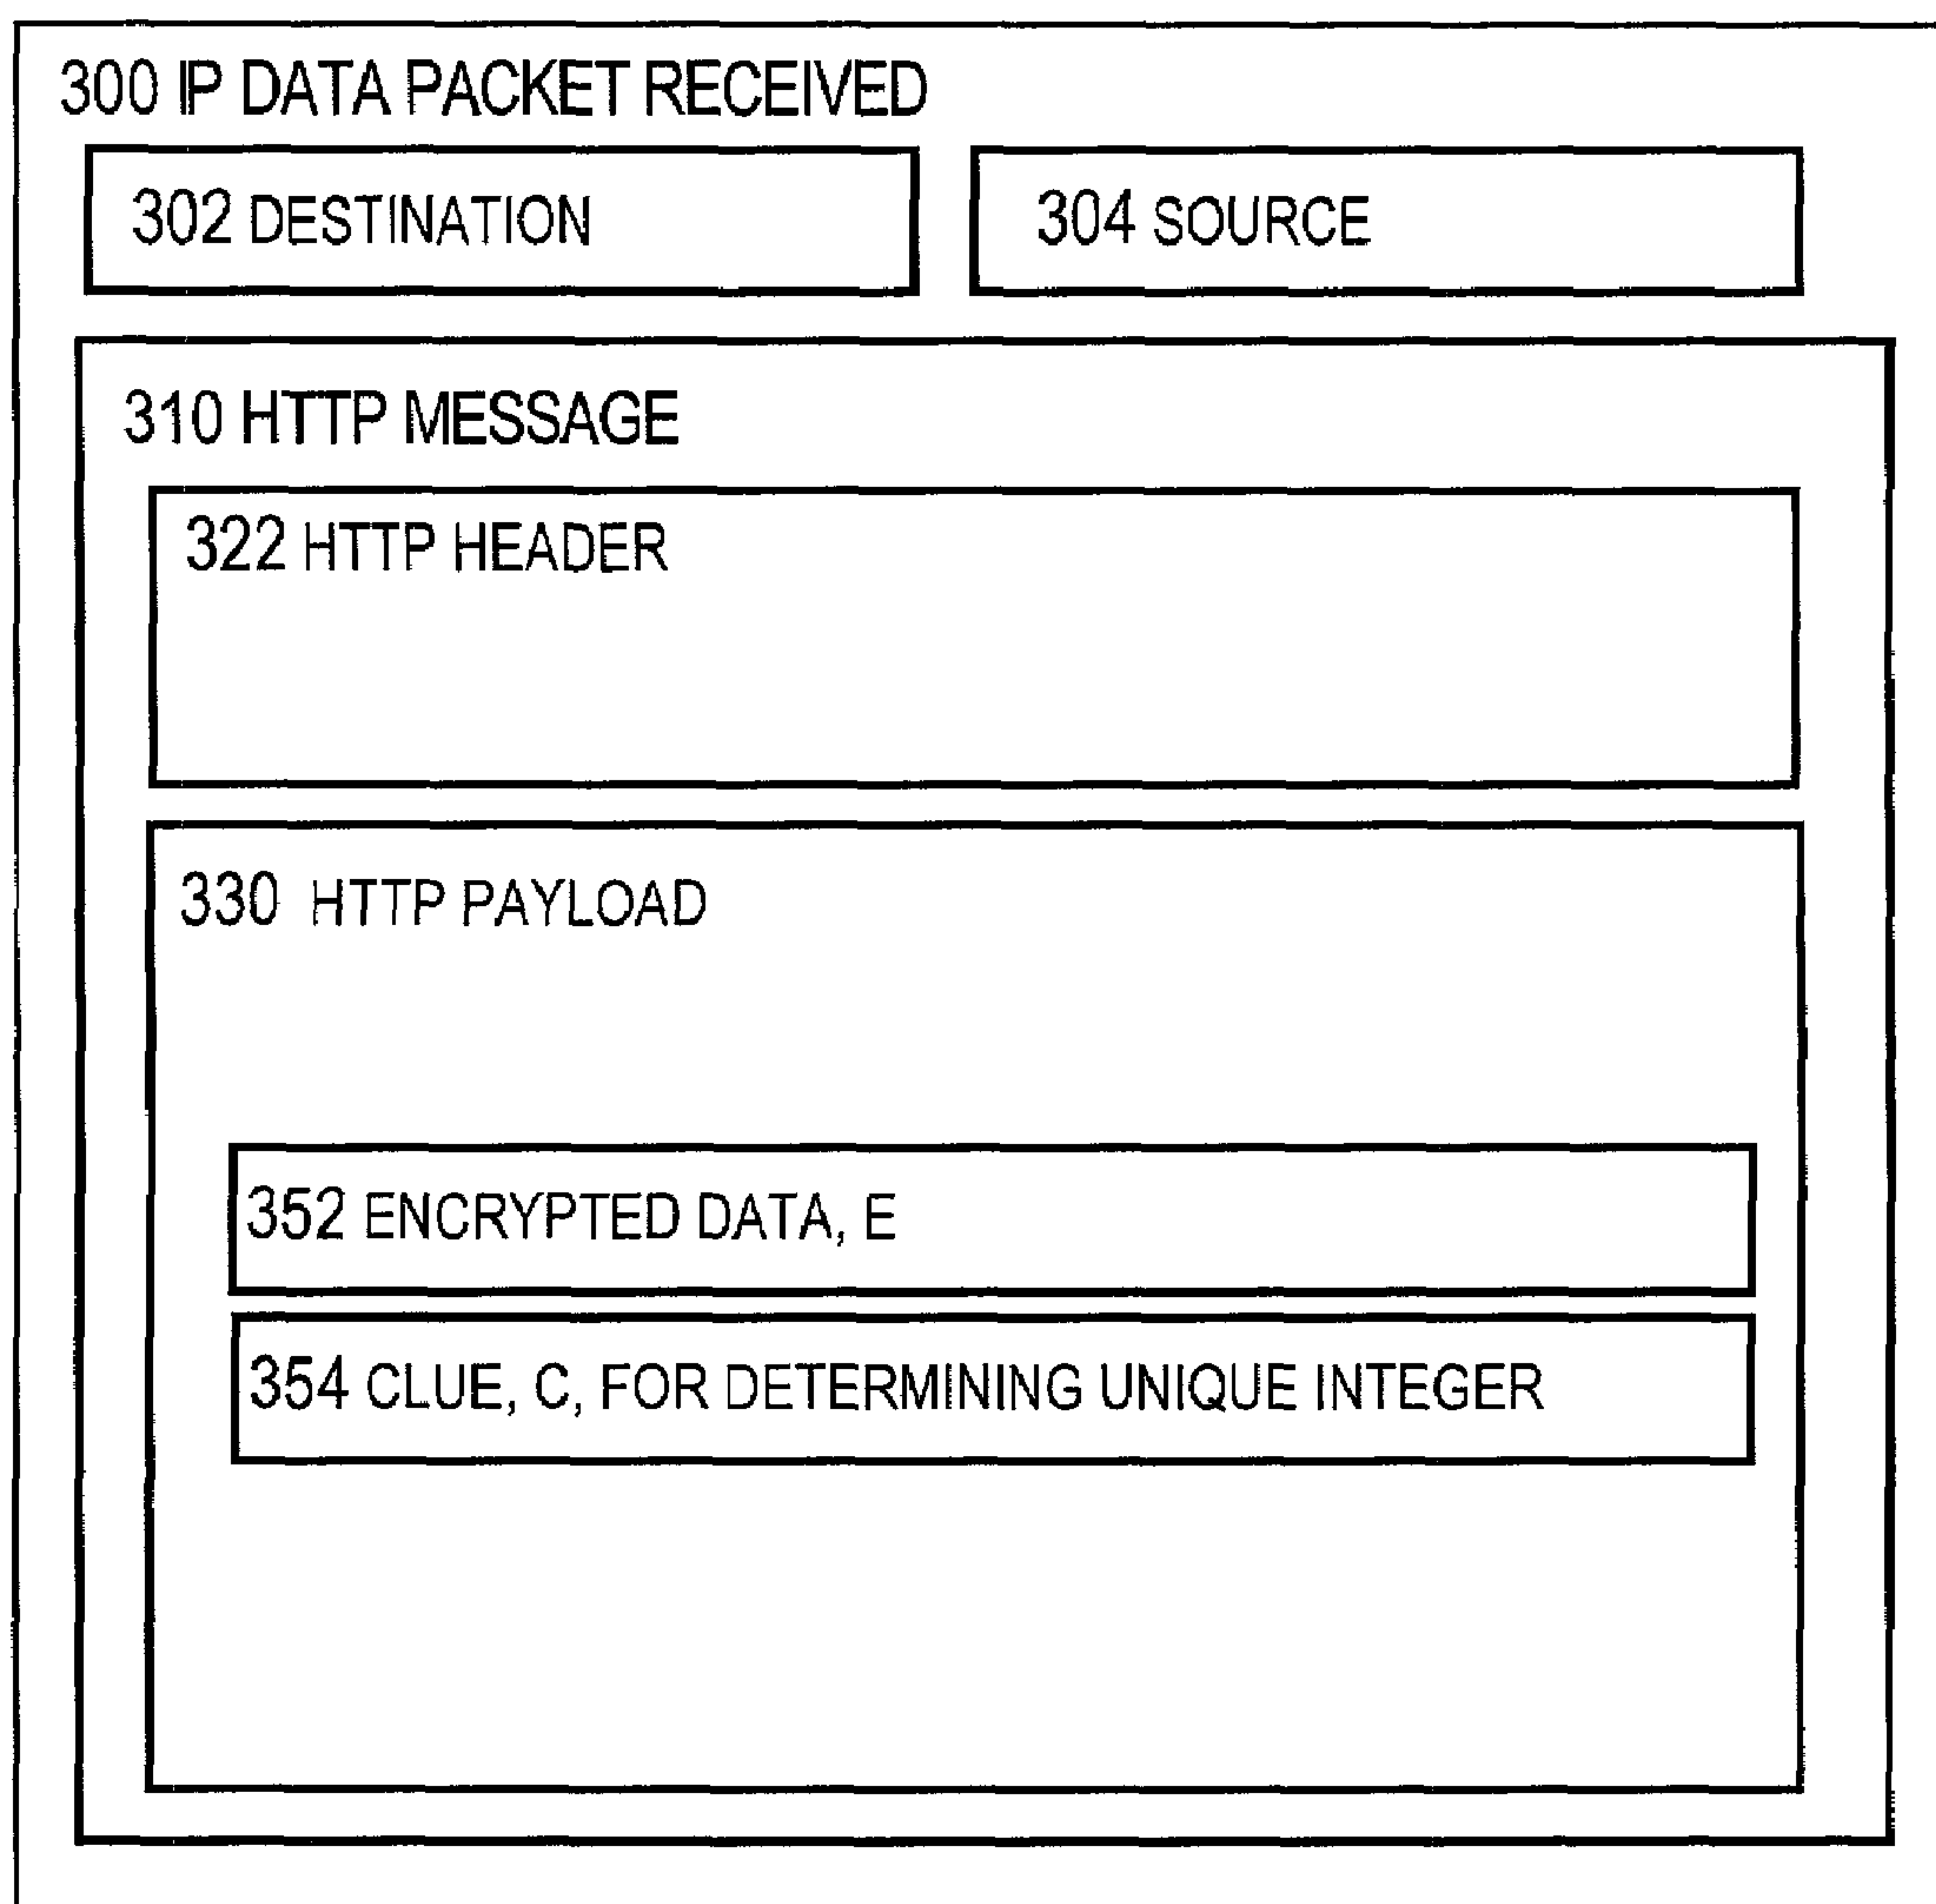 300 IP DATA PACKET RECEIVED
302 DESTINATION
304 SOURCE
310 HTTP MESSAGE
322 HTTP HEADER
330 HTTP PAYLOAD
352 ENCRYPTED DATA, E
354 CLUE, C, FOR DETERMINING UNIQUE INTEGER